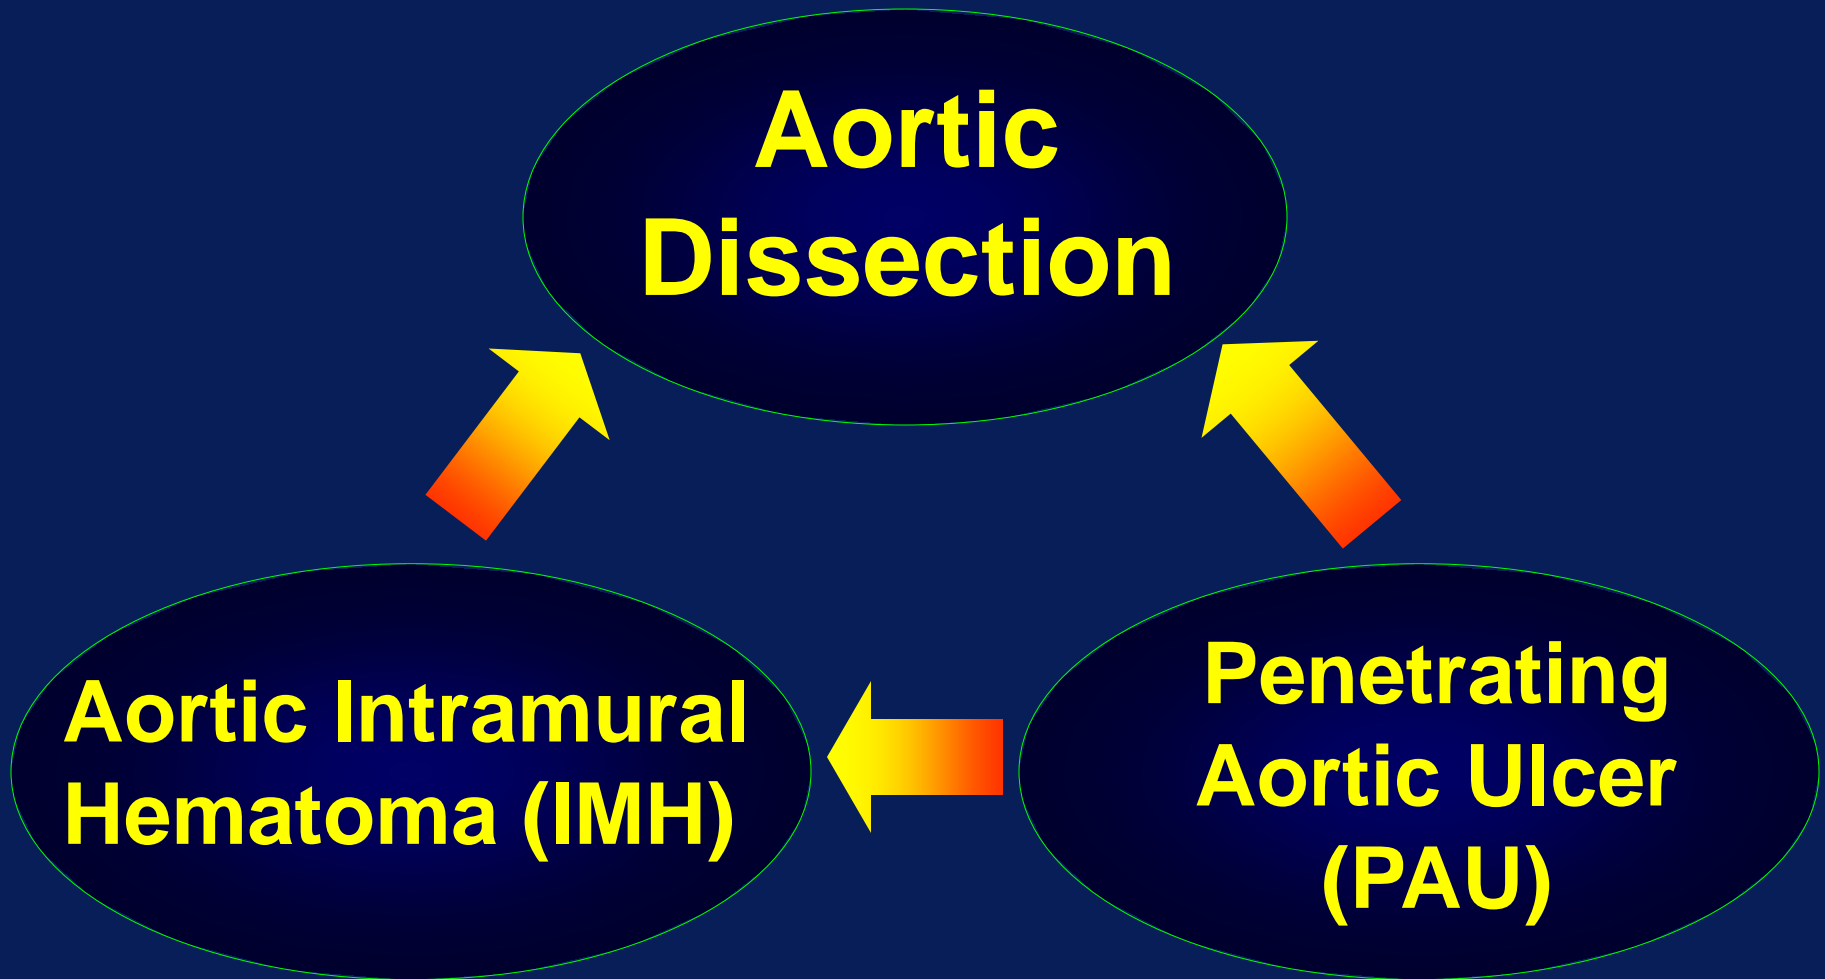 Aortic
Dissection
Aortic Intramural
Hematoma (IMH)
Penetrating
Aortic Ulcer
(PAU)